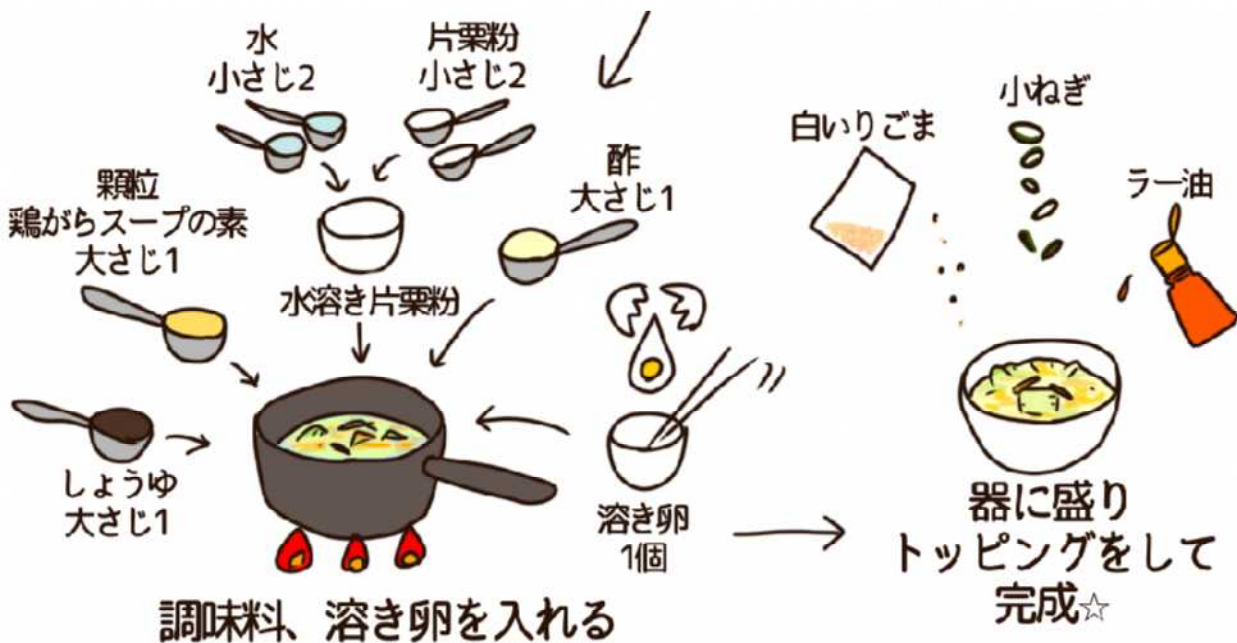 水
小さじ2
片栗粉
小さじ2
顆粒
鶏がらスープの素
大さじ1
酢
大さじ1
水溶き片栗粉
しょうゆ
大さじ1
溶き卵
1個
調味料、溶き卵を入れる
白いりごま
小ねぎ
ラー油
器に盛り
トッピングをして
完成☆